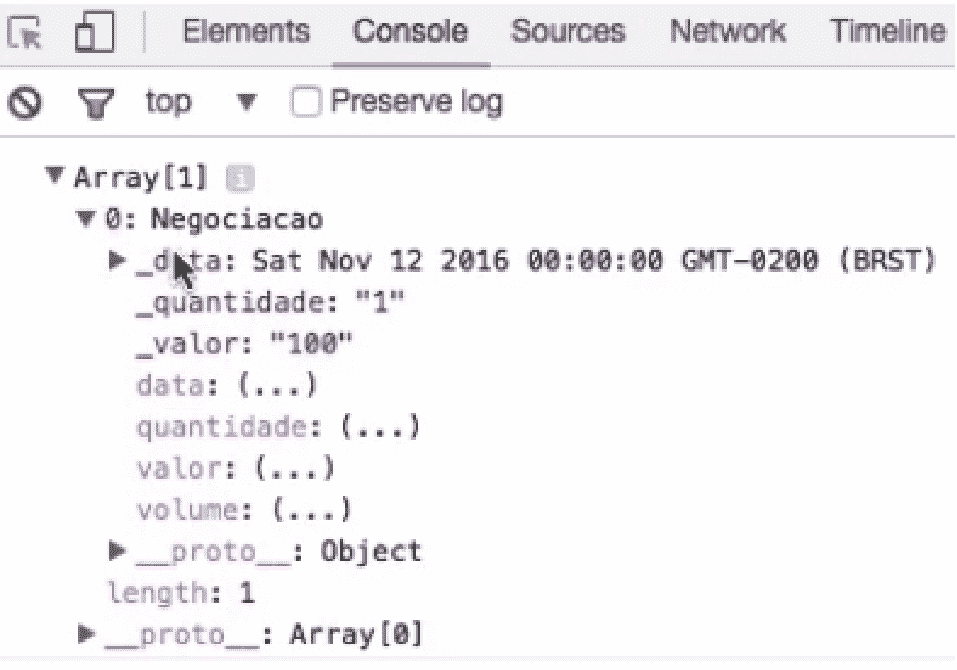 Elements Console Sources Network Timeline
top Preserve log
Array[1] i
0: Negociacao
_data: Sat Nov 12 2016 00:00:00 GMT-0200 (BRST)
_quantidade: "1"
_valor: "100"
data: (...)
quantidade: (...)
valor: (...)
volume: (...)
__proto__: Object
length: 1
__proto__: Array[0]